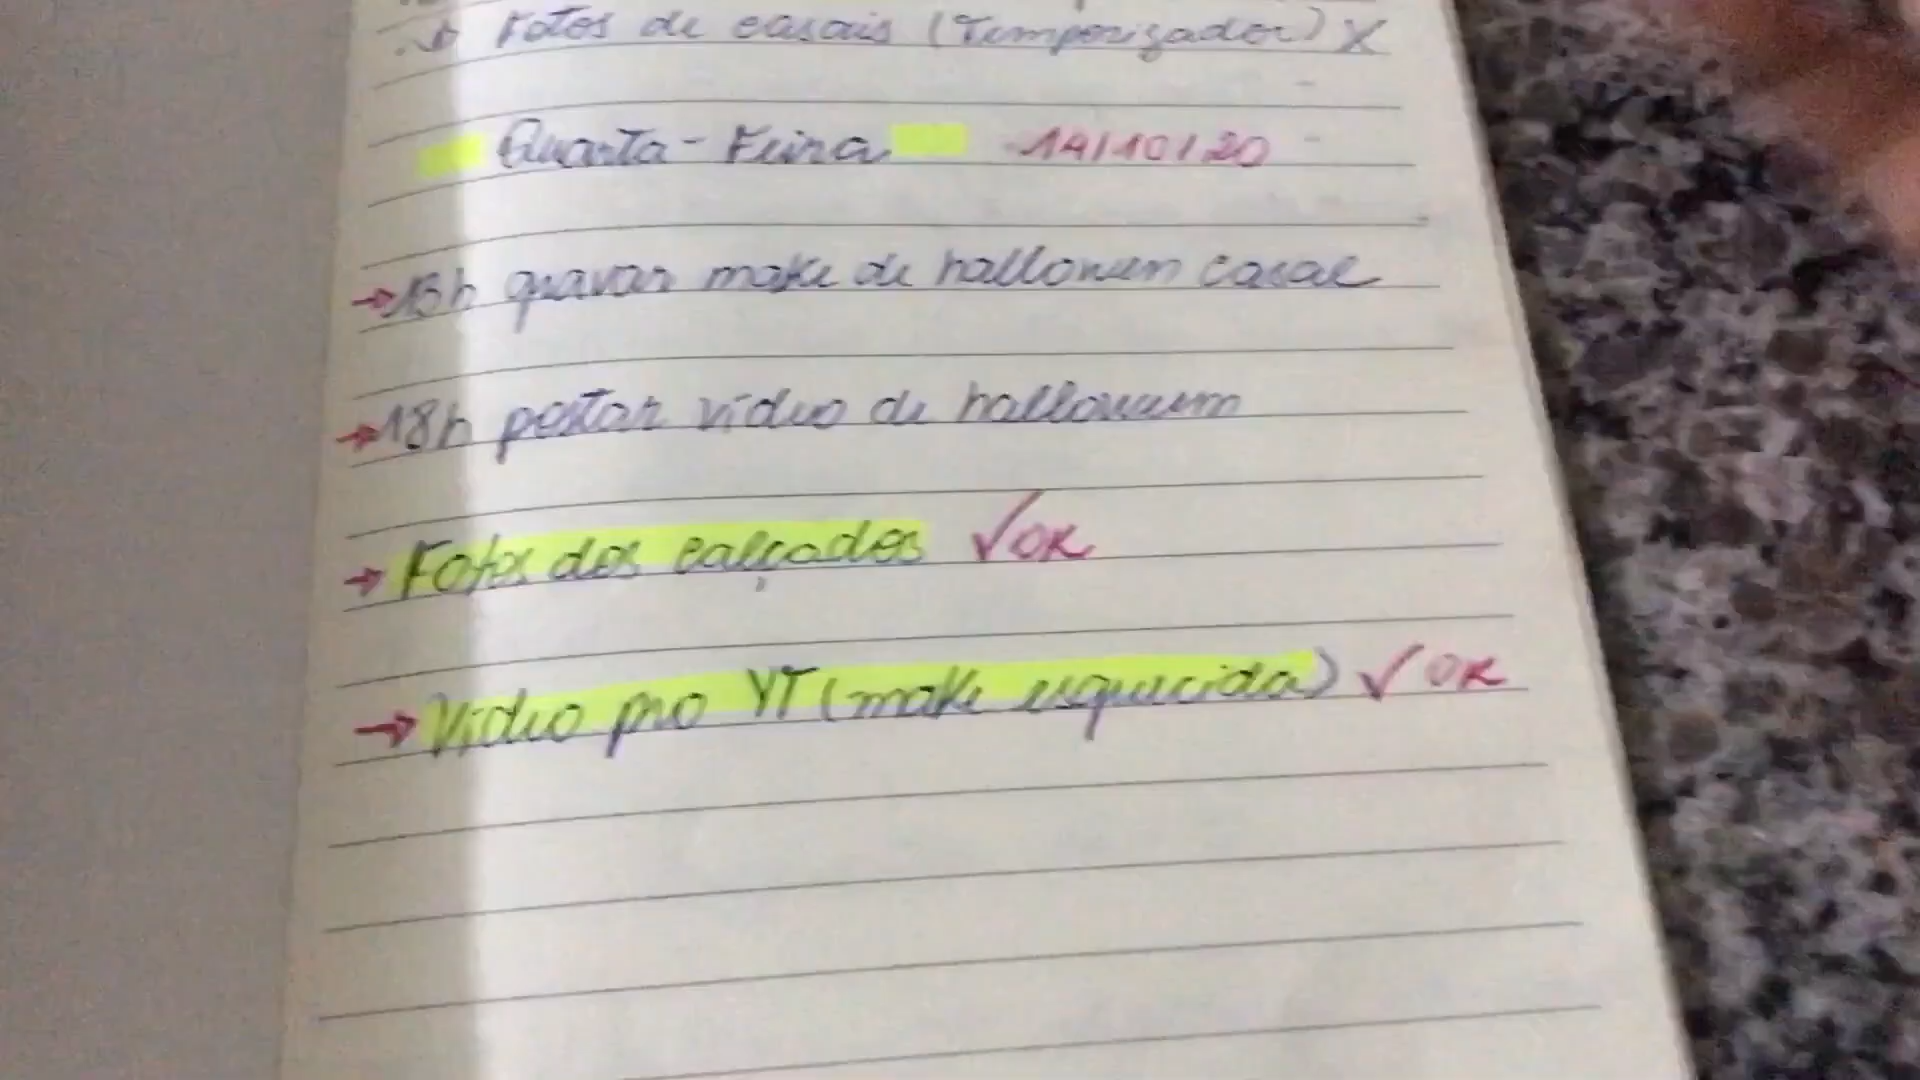 Fotos de casais (temporizador) X
Quarta-Feira 14/10/20
→ 15h gravar make de hallowen casal
→ 18h postar vídeo de halloween
→ Fotos dos calçados ✓ OK
→ Vídeo pro YT (make esquecida) ✓ OK